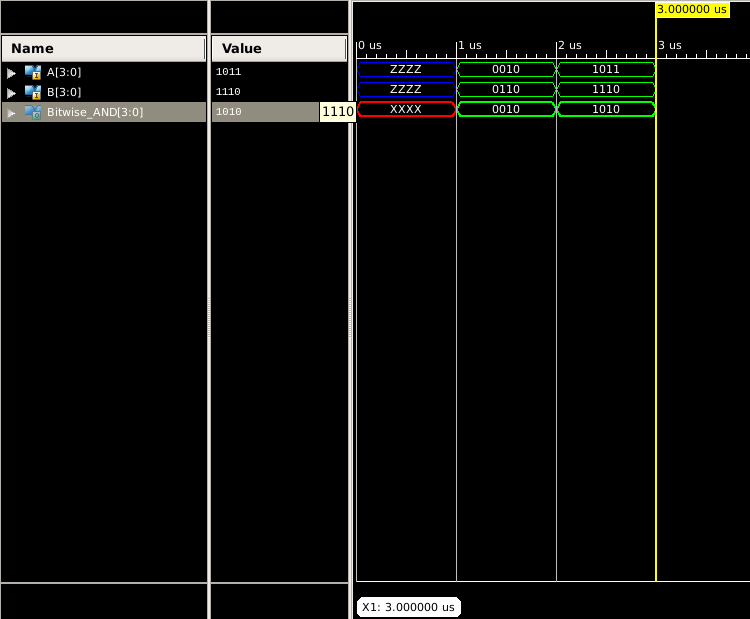 3.000000 us
Name Value 0 us 1 us 2 us 3 us
A[3:0] 1011 ZZZZ 0010 1011
B[3:0] 1110 ZZZZ 0110 1110
Bitwise_AND[3:0] 1010 1110 XXXX 0010 1010
X1: 3.000000 us